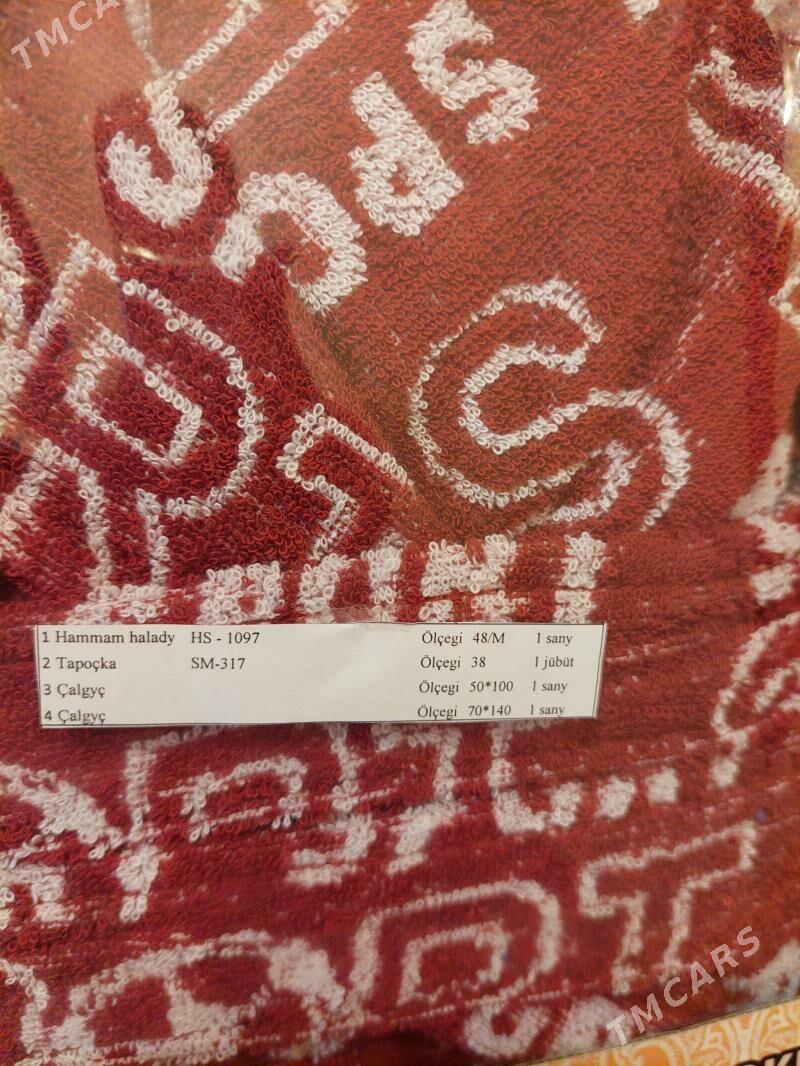 TMCARS
1 Hammam halady HS - 1097 Ölçegi 48/M 1 sany
2 Tapoçka SM-317 Ölçegi 38 1 jübüt
3 Çalgyç Ölçegi 50*100 1 sany
4 Çalgyç Ölçegi 70*140 1 sany
TMCARS